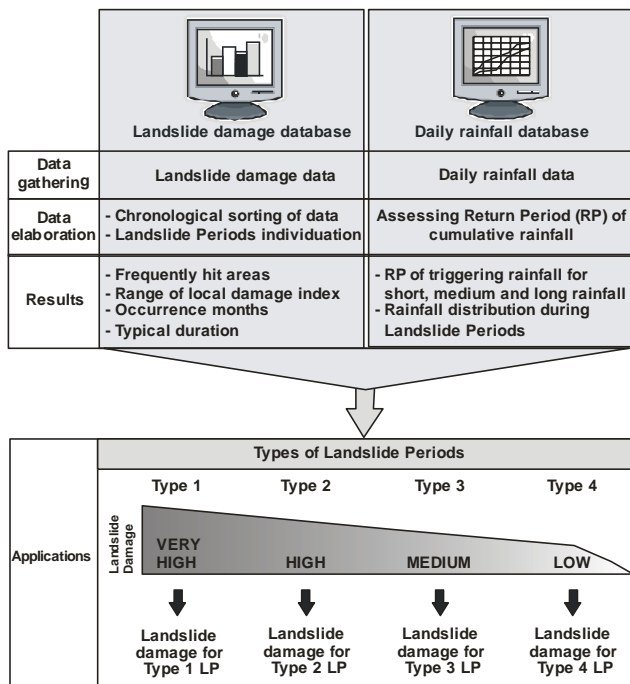 Landslide damage database
Daily rainfall database
Data
gathering
Landslide damage data
Daily rainfall data
Data
elaboration
- Chronological sorting of data
- Landslide Periods individuation
Assessing Return Period (RP) of
cumulative rainfall
Results
- Frequently hit areas
- Range of local damage index
- Occurrence months
- Typical duration
- RP of triggering rainfall for
short, medium and long rainfall
- Rainfall distribution during
Landslide Periods
Applications
Types of Landslide Periods
Type 1
Type 2
Type 3
Type 4
Landslide
Damage
VERY
HIGH
HIGH
MEDIUM
LOW
Landslide
damage for
Type 1 LP
Landslide
damage for
Type 2 LP
Landslide
damage for
Type 3 LP
Landslide
damage for
Type 4 LP